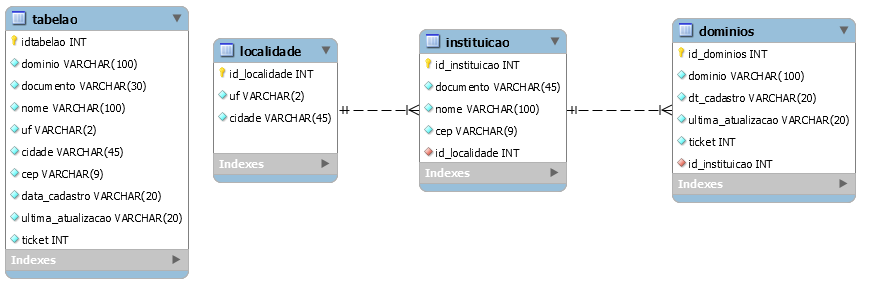 tabelao
idtabelao INT
dominio VARCHAR(100)
documento VARCHAR(30)
nome VARCHAR(100)
uf VARCHAR(2)
cidade VARCHAR(45)
cep VARCHAR(9)
data_cadastro VARCHAR(20)
ultima_atualizacao VARCHAR(20)
ticket INT
Indexes
localidade
id_localidade INT
uf VARCHAR(2)
cidade VARCHAR(45)
Indexes
instituicao
id_instituicao INT
documento VARCHAR(45)
nome VARCHAR(100)
cep VARCHAR(9)
id_localidade INT
Indexes
dominios
id_dominios INT
dominio VARCHAR(100)
dt_cadastro VARCHAR(20)
ultima_atualizacao VARCHAR(20)
ticket INT
id_instituicao INT
Indexes